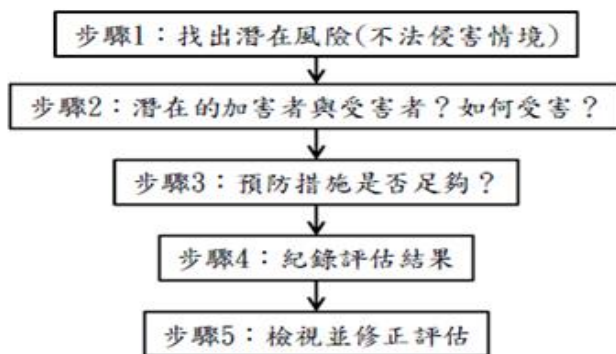 步驟1：找出潛在風險(不法侵害情境)
步驟2：潛在的加害者與受害者？如何受害？
步驟3：預防措施是否足夠？
步驟4：紀錄評估結果
步驟5：檢視並修正評估